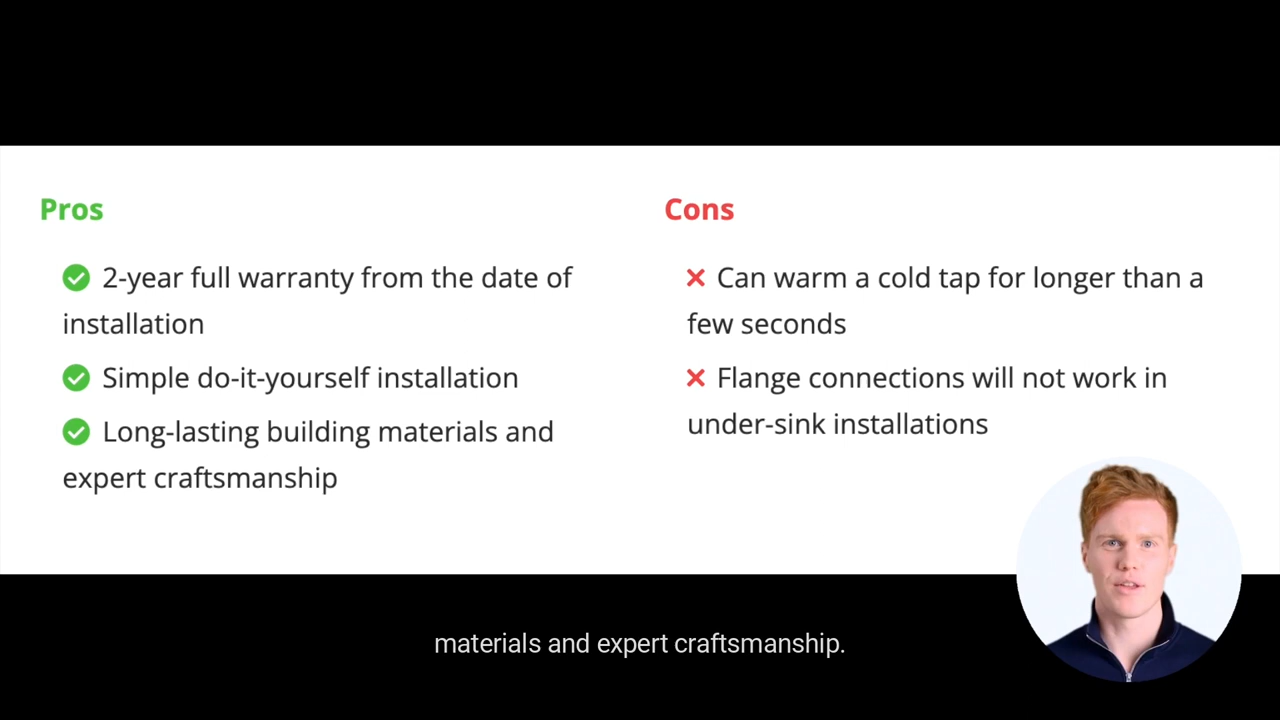 Pros
2-year full warranty from the date of
installation
Simple do-it-yourself installation
Long-lasting building materials and
expert craftsmanship
Cons
Can warm a cold tap for longer than a
few seconds
Flange connections will not work in
under-sink installations
materials and expert craftsmanship.